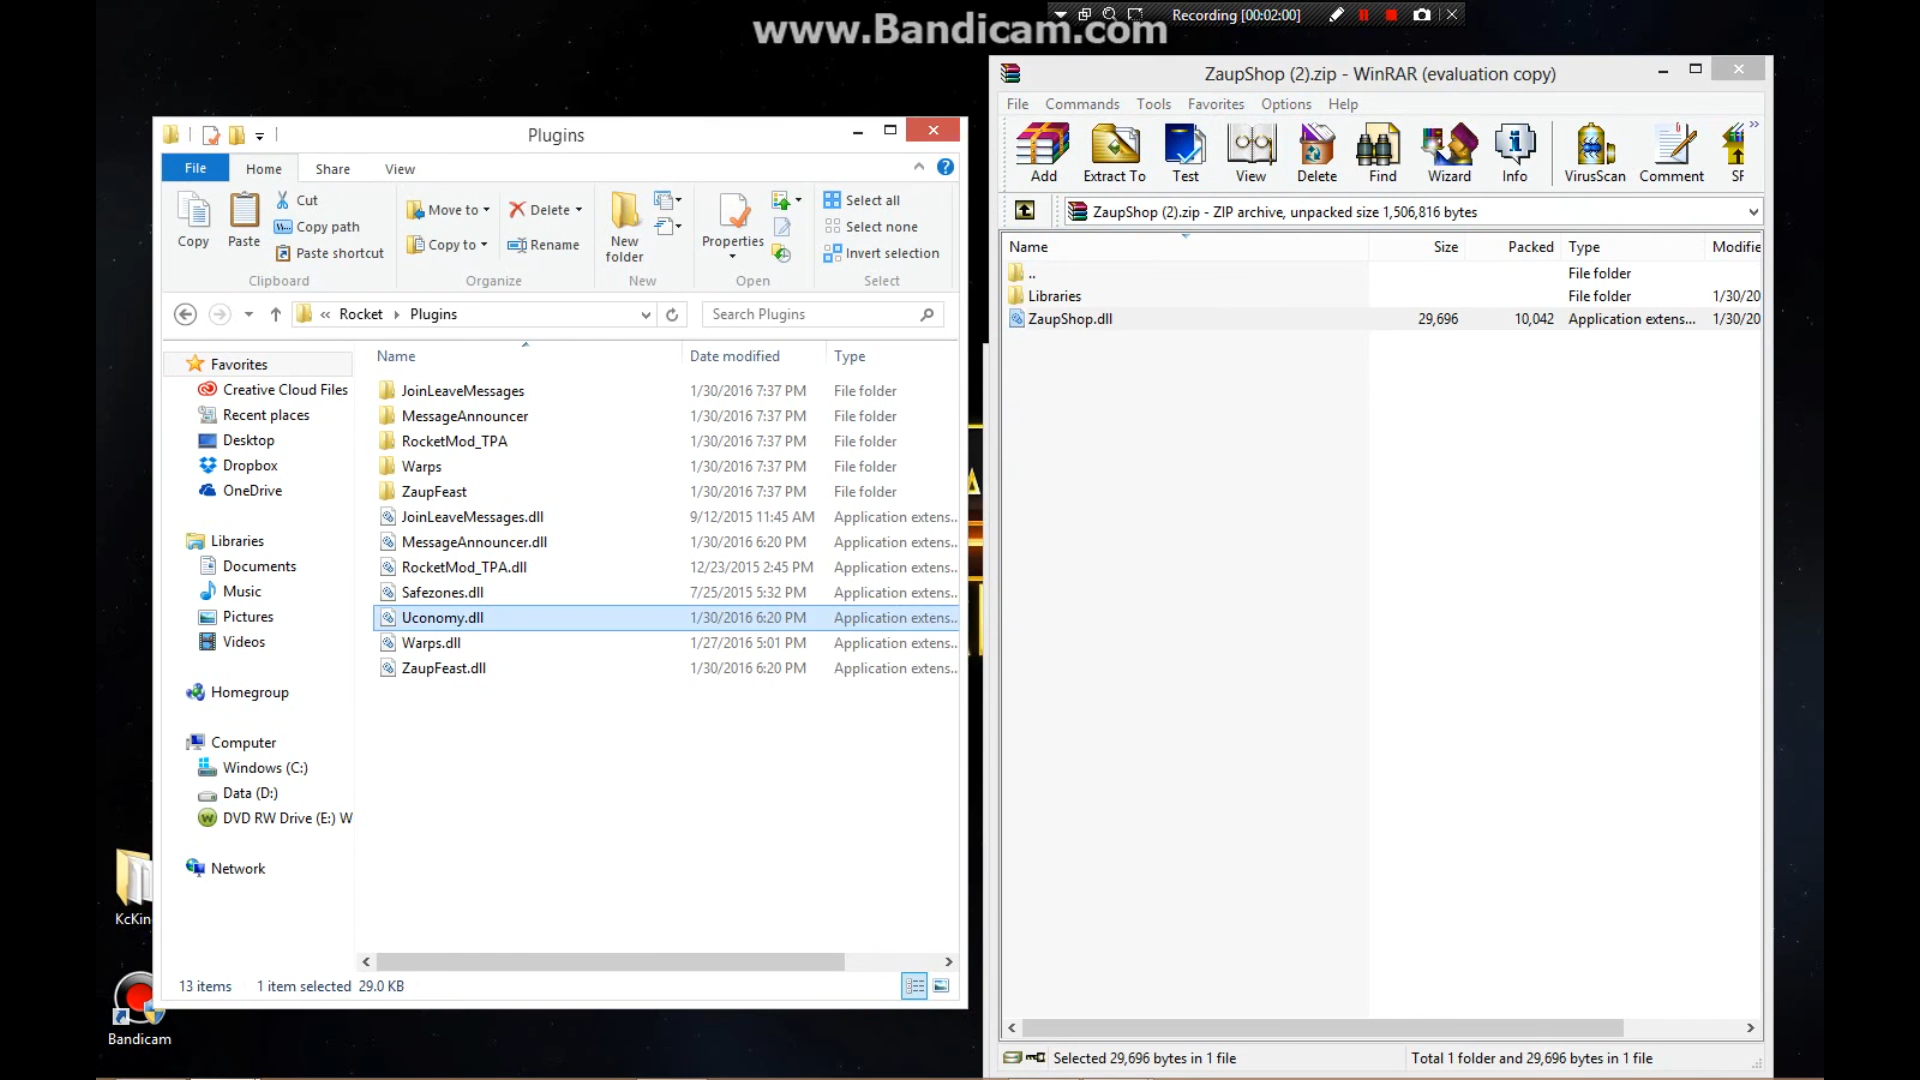 www.Bandicam.com
Recording [00:02:00]
ZaupShop (2).zip - WinRAR (evaluation copy)
File Commands Tools Favorites Options Help
Add Extract To Test View Delete Find Wizard Info VirusScan Comment SF
ZaupShop (2).zip - ZIP archive, unpacked size 1,506,816 bytes
Name Size Packed Type Modifie
.. File folder
Libraries File folder 1/30/20
ZaupShop.dll 29,696 10,042 Application extens... 1/30/20
Selected 29,696 bytes in 1 file
Total 1 folder and 29,696 bytes in 1 file
Plugins
File Home Share View
Copy
Paste
Cut
Copy path
Paste shortcut
Clipboard
Move to
Copy to
Delete
Rename
Organize
New folder
New
Properties
Open
Select all
Select none
Invert selection
Select
« Rocket Plugins
Search Plugins
Favorites
Creative Cloud Files
Recent places
Desktop
Dropbox
OneDrive
Libraries
Documents
Music
Pictures
Videos
Homegroup
Computer
Windows (C:)
Data (D:)
DVD RW Drive (E:) W
Network
Name Date modified Type
JoinLeaveMessages 1/30/2016 7:37 PM File folder
MessageAnnouncer 1/30/2016 7:37 PM File folder
RocketMod_TPA 1/30/2016 7:37 PM File folder
Warps 1/30/2016 7:37 PM File folder
ZaupFeast 1/30/2016 7:37 PM File folder
JoinLeaveMessages.dll 9/12/2015 11:45 AM Application extens..
MessageAnnouncer.dll 1/30/2016 6:20 PM Application extens..
RocketMod_TPA.dll 12/23/2015 2:45 PM Application extens..
Safezones.dll 7/25/2015 5:32 PM Application extens..
Uconomy.dll 1/30/2016 6:20 PM Application extens..
Warps.dll 1/27/2016 5:01 PM Application extens..
ZaupFeast.dll 1/30/2016 6:20 PM Application extens..
13 items 1 item selected 29.0 KB
KcKin
Bandicam